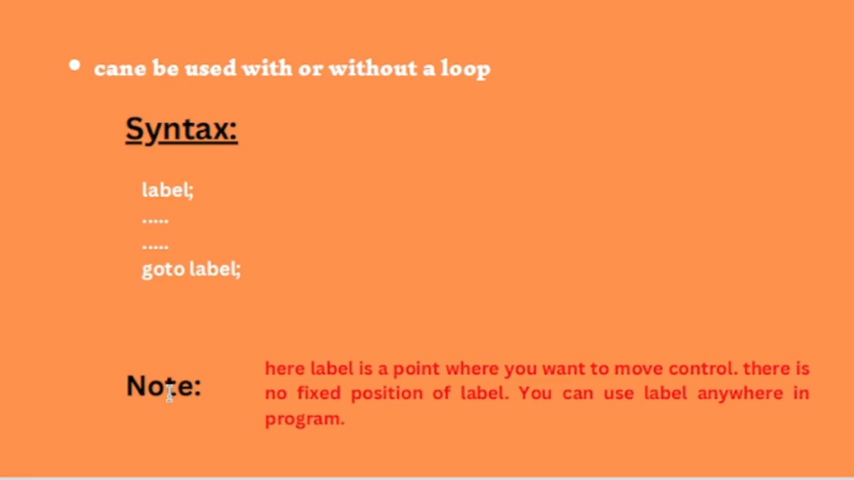 cane be used with or without a loop
Syntax:
label;
.....
.....
goto label;
Note:
here label is a point where you want to move control. there is
no fixed position of label. You can use label anywhere in
program.